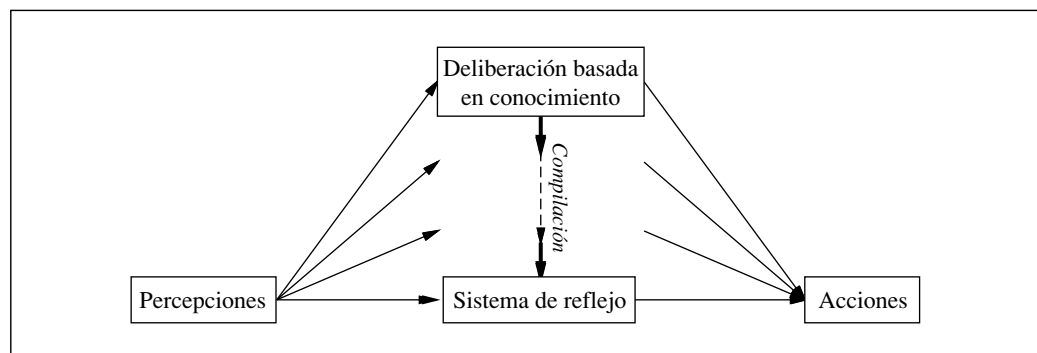 Deliberación basada
en conocimiento
Compilación
Percepciones
Sistema de reflejo
Acciones